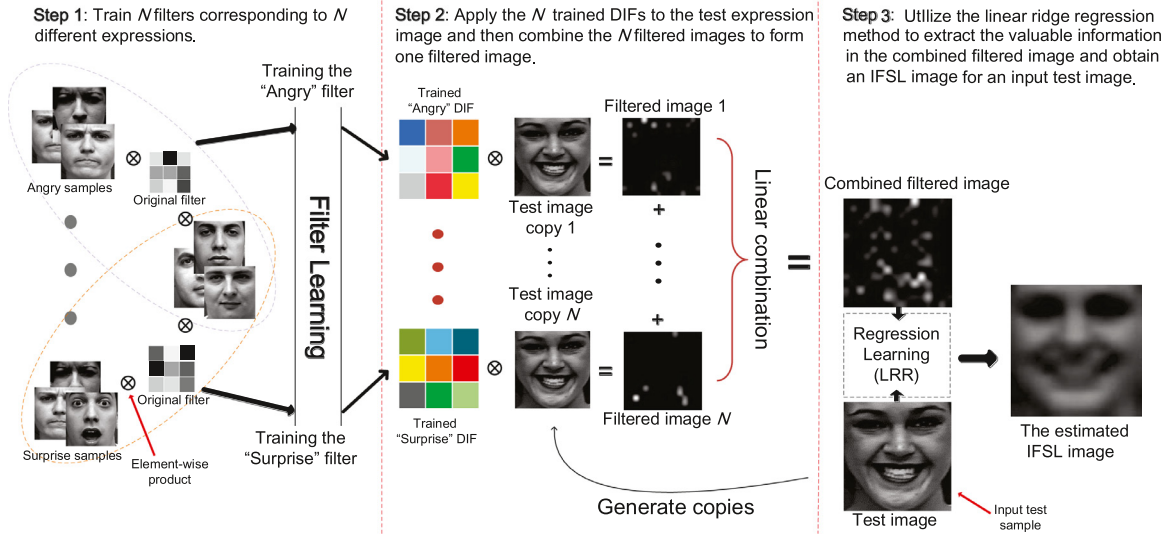 Step 1: Train N filters corresponding to N
different expressions.
Training the
“Angry” filter
Angry samples
Original filter
Filter Learning
Original filter
Surprise samples
Element-wise
product
Training the
“Surprise” filter
Step 2: Apply the N trained DIFs to the test expression
image and then combine the N filtered images to form
one filtered image.
Trained
“Angry” DIF
Filtered image 1
=
Test image
copy 1
+
Test image
copy N
+
=
Trained
“Surprise” DIF
Filtered image N
Linear combination
=
Generate copies
Step 3: UtIlize the linear ridge regression
method to extract the valuable information
in the combined filtered image and obtain
an IFSL image for an input test image.
Combined filtered image
Regression
Learning
(LRR)
The estimated
IFSL image
Test image
Input test
sample